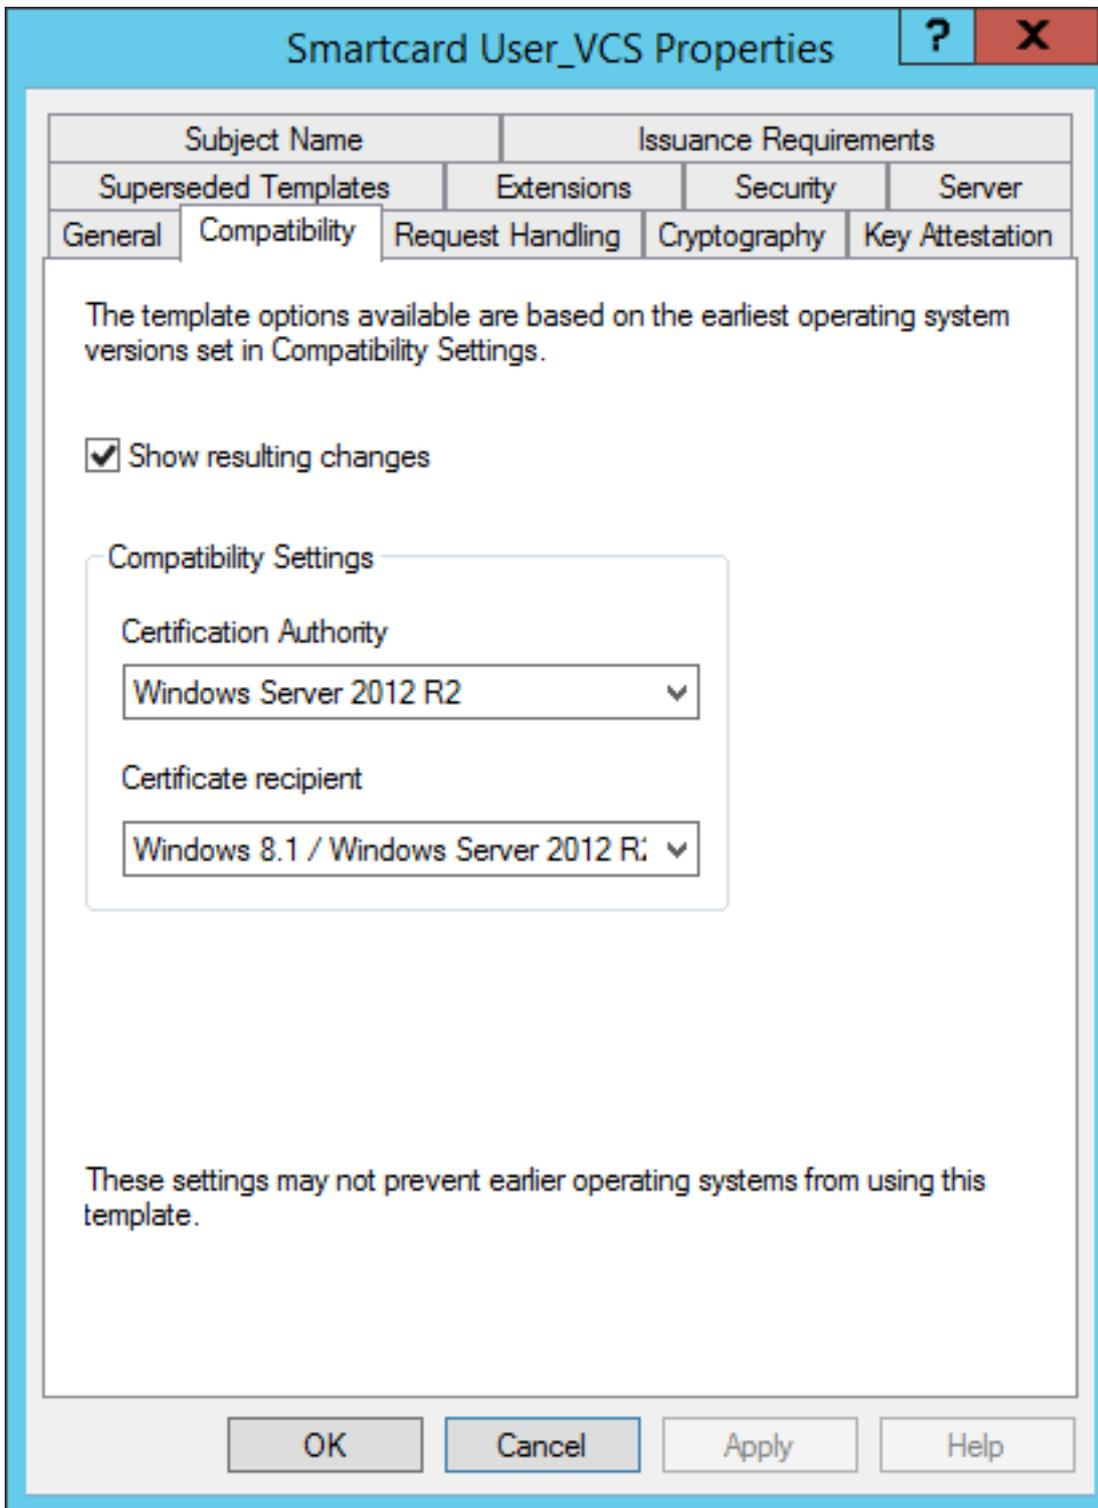 Smartcard User_VCS Properties
?
X
Subject Name
Issuance Requirements
Superseded Templates
Extensions
Security
Server
General
Compatibility
Request Handling
Cryptography
Key Attestation
The template options available are based on the earliest operating system
versions set in Compatibility Settings.
Show resulting changes
Compatibility Settings
Certification Authority
Windows Server 2012 R2
Certificate recipient
Windows 8.1 / Windows Server 2012 R2
These settings may not prevent earlier operating systems from using this
template.
OK
Cancel
Apply
Help